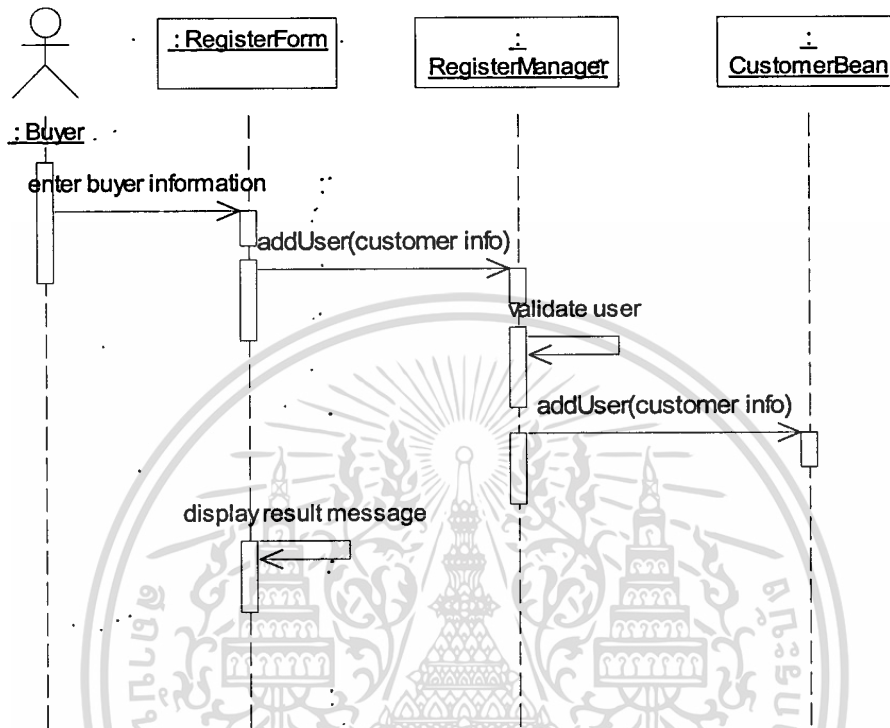 : RegisterForm
:
RegisterManager
:
CustomerBean
: Buyer
enter buyer information
addUser(customer info)
validate user
addUser(customer info)
display result message